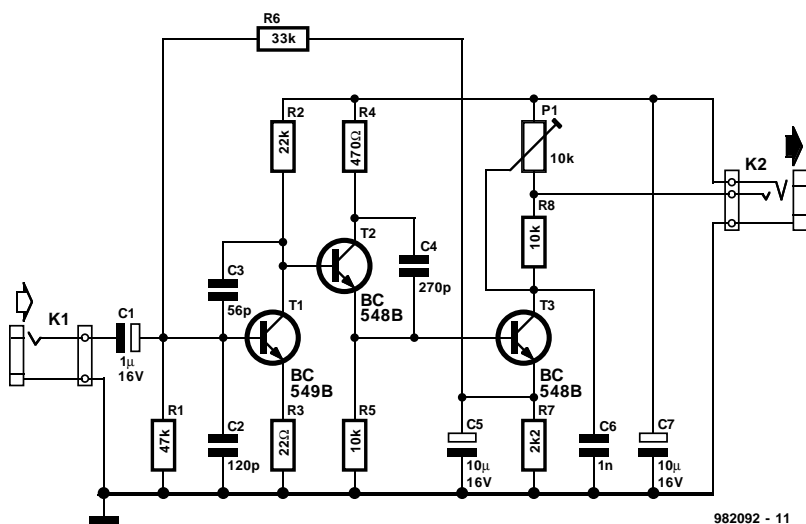 R6
33k
R2
22k
R4
470Ω
P1
10k
K2
R8
10k
T2
C4
270p
BC
548B
C3
56p
T1
T3
K1
C1
1µ
16V
BC
549B
BC
548B
R1
47k
C2
120p
R3
22Ω
R5
10k
C5
10µ
16V
R7
2k2
C6
1n
C7
10µ
16V
982092 - 11